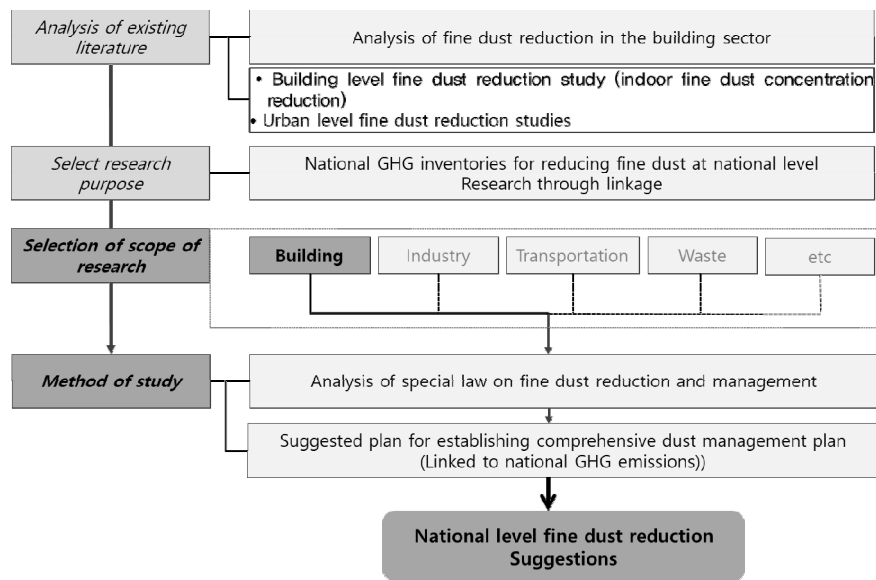 Analysis of existing
literature
Analysis of fine dust reduction in the building sector
• Building level fine dust reduction study (indoor fine dust concentration
reduction)
• Urban level fine dust reduction studies
Select research
purpose
National GHG inventories for reducing fine dust at national level
Research through linkage
Selection of scope of
research
Building
Industry
Transportation
Waste
etc
Method of study
Analysis of special law on fine dust reduction and management
Suggested plan for establishing comprehensive dust management plan
(Linked to national GHG emissions))
National level fine dust reduction
Suggestions